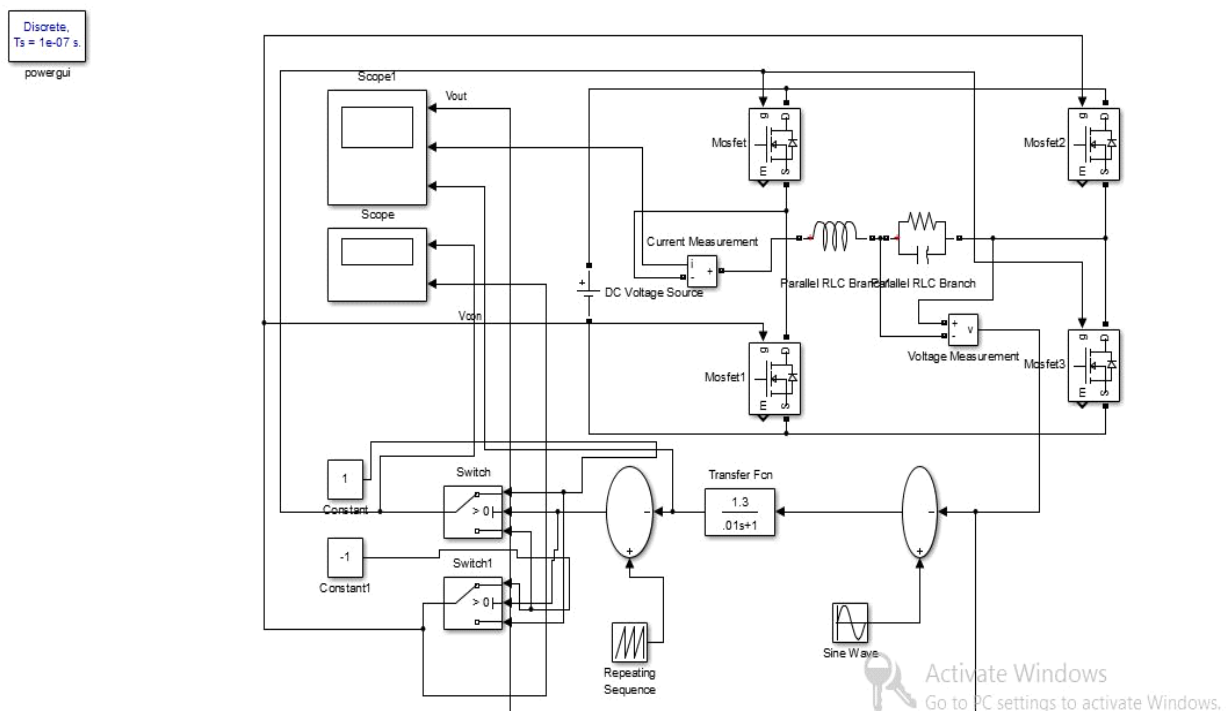 Discrete,
Ts = 1e-07 s.
powergui
Scope1
Vout
Scope
Vcon
Mosfet
g
D
E
S
Mosfet2
g
D
E
S
Current Measurement
i
+
-
DC Voltage Source
+
Parallel RLC Branch
Parallel RLC Branch
+
-
v
Voltage Measurement
Mosfet1
g
D
E
S
Mosfet3
g
D
E
S
1
Constant
-1
Constant1
Switch
> 0
Switch1
> 0
-
+
Transfer Fcn
1.3
.01s+1
-
+
Repeating
Sequence
Sine Wave
Activate Windows
Go to PC settings to activate Windows.